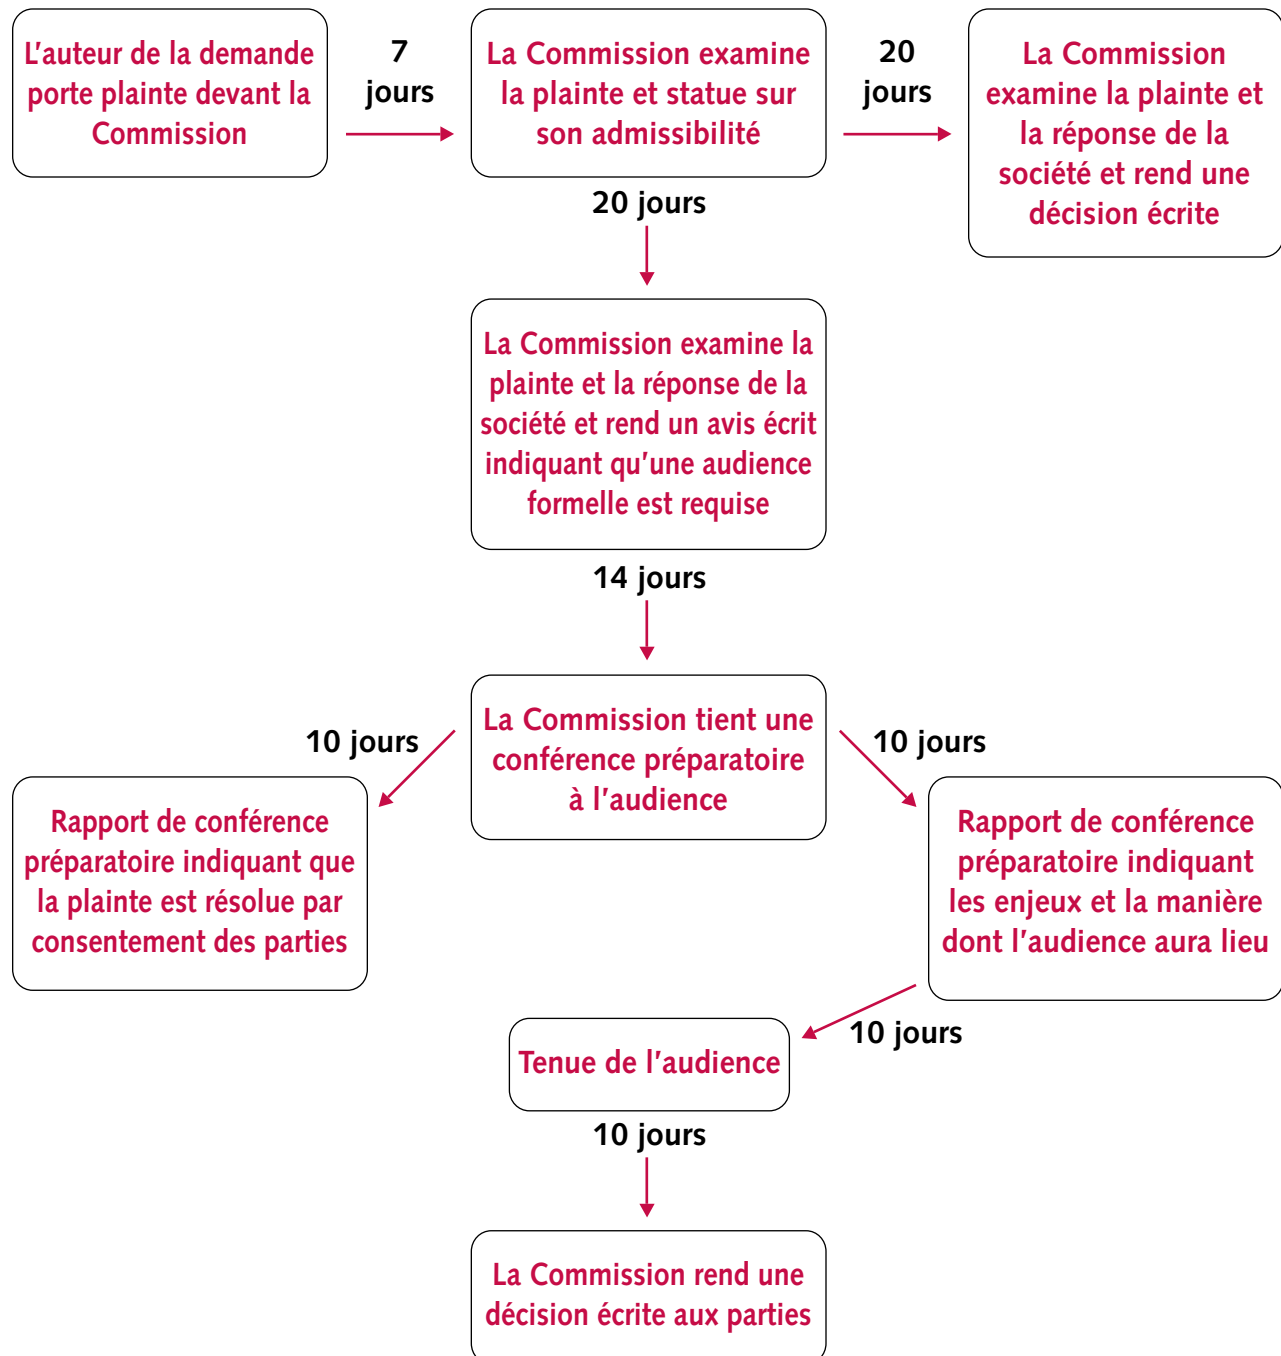 L'auteur de la demande
porte plainte devant la
Commission
7
jours
La Commission examine
la plainte et statue sur
son admissibilité
20
jours
La Commission
examine la plainte et
la réponse de la
société et rend une
décision écrite
20 jours
La Commission examine la
plainte et la réponse de la
société et rend un avis écrit
indiquant qu'une audience
formelle est requise
14 jours
La Commission tient une
conférence préparatoire
à l'audience
10 jours
10 jours
Rapport de conférence
préparatoire indiquant que
la plainte est résolue par
consentement des parties
Rapport de conférence
préparatoire indiquant
les enjeux et la manière
dont l'audience aura lieu
10 jours
Tenue de l'audience
10 jours
La Commission rend une
décision écrite aux parties